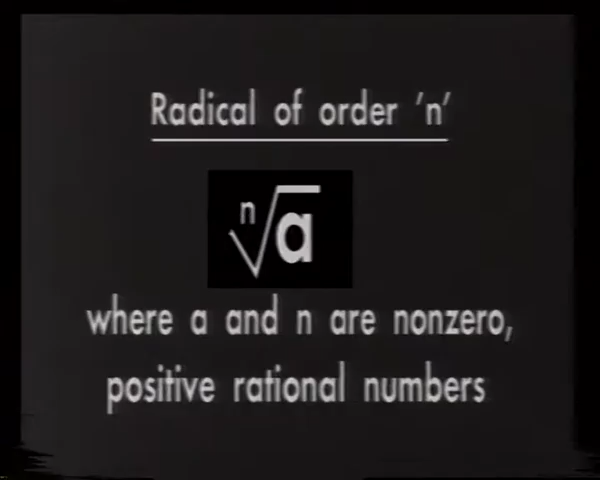 Radical of order 'n'
ⁿ√a
where a and n are nonzero,
positive rational numbers